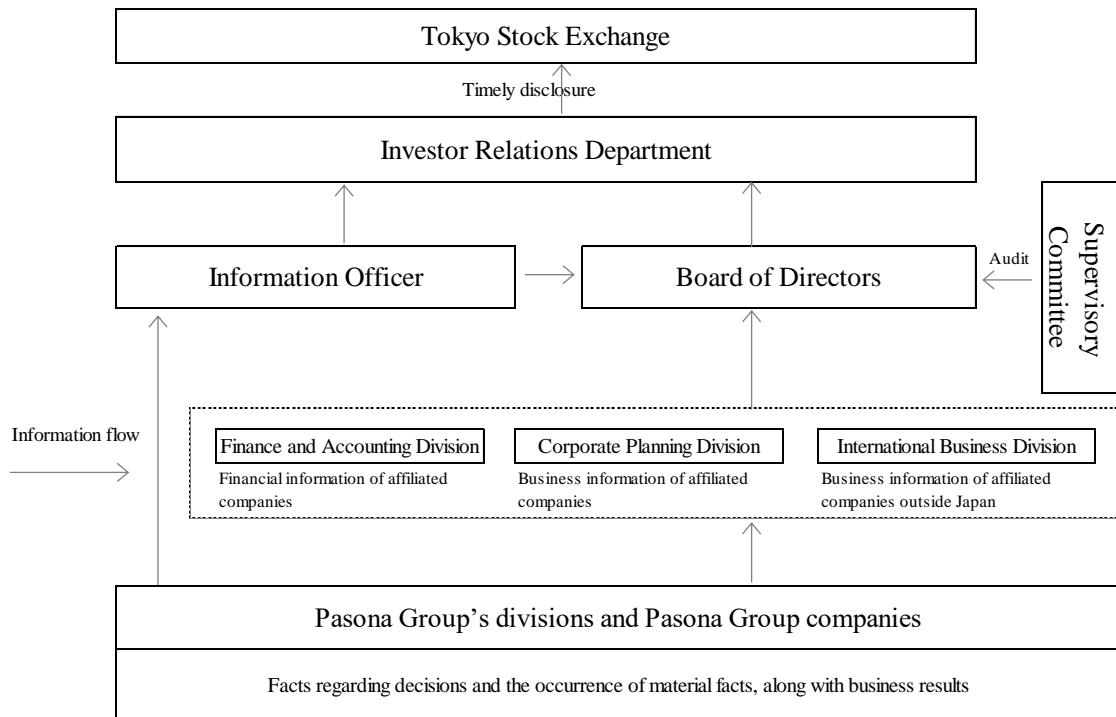 Tokyo Stock Exchange
Timely disclosure
Investor Relations Department
Information Officer
Board of Directors
Audit
Supervisory
Committee
Information flow
Finance and Accounting Division
Financial information of affiliated
companies
Corporate Planning Division
Business information of affiliated
companies
International Business Division
Business information of affiliated
companies outside Japan
Pasona Group’s divisions and Pasona Group companies
Facts regarding decisions and the occurrence of material facts, along with business results